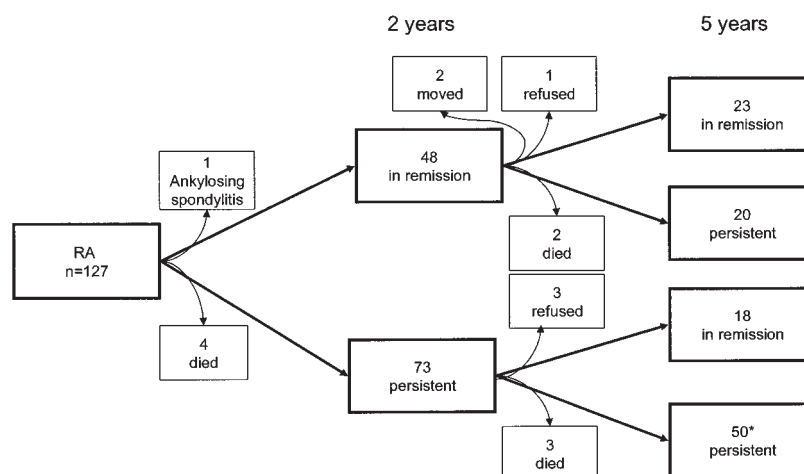 2 years
5 years
2
moved
1
refused
23
in remission
1
Ankylosing
spondylitis
48
in remission
20
persistent
2
died
RA
n=127
3
refused
18
in remission
4
died
73
persistent
3
died
50*
persistent